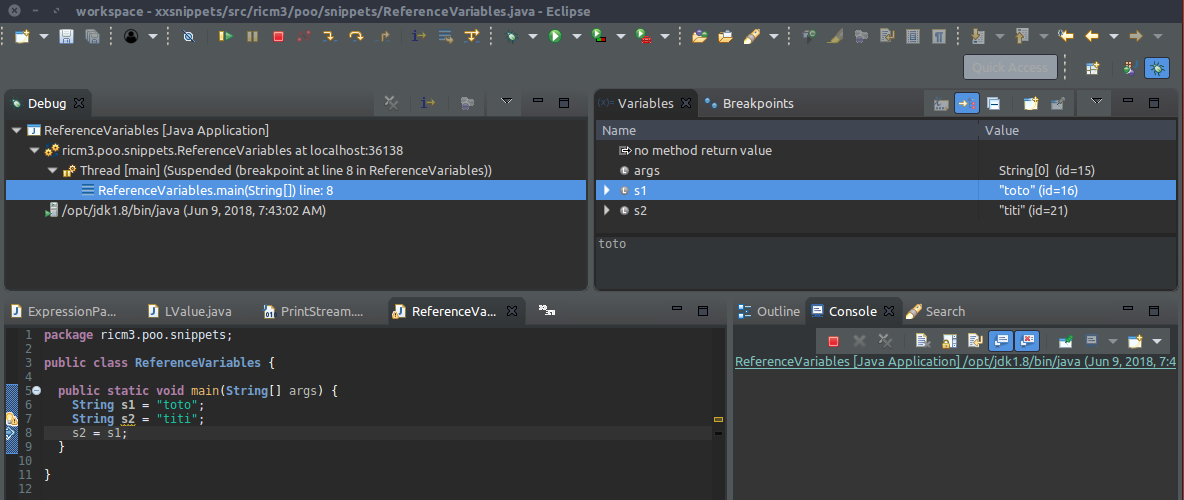 workspace - xxsnippets/src/ricm3/poo/snippets/ReferenceVariables.java - Eclipse
Quick Access
Debug
ReferenceVariables [Java Application]
ricm3.poo.snippets.ReferenceVariables at localhost:36138
Thread [main] (Suspended (breakpoint at line 8 in ReferenceVariables))
ReferenceVariables.main(String[]) line: 8
/opt/jdk1.8/bin/java (Jun 9, 2018, 7:43:02 AM)
Variables Breakpoints
Name Value
no method return value
args String[0] (id=15)
s1 "toto" (id=16)
s2 "titi" (id=21)
toto
ExpressionPa... LValue.java PrintStream.... ReferenceVa...
1 package ricm3.poo.snippets;
2
3 public class ReferenceVariables {
4
5 public static void main(String[] args) {
6 String s1 = "toto";
7 String s2 = "titi";
8 s2 = s1;
9 }
10
11 }
12
Outline Console Search
ReferenceVariables [Java Application] /opt/jdk1.8/bin/java (Jun 9, 2018, 7:4